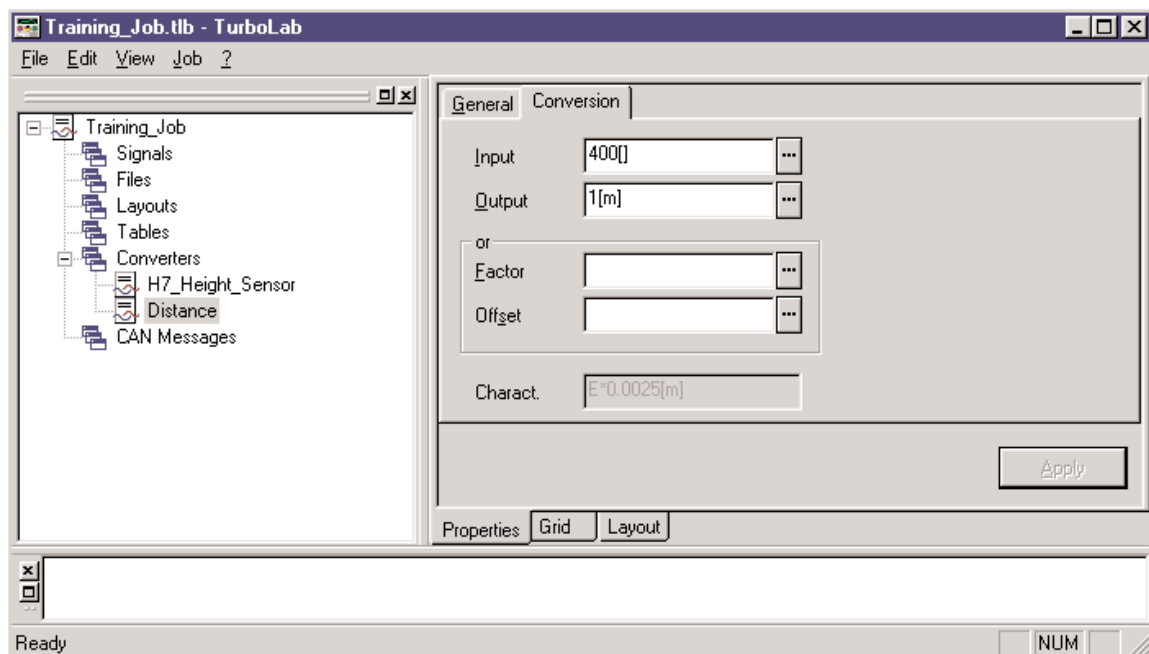 Training_Job.tlb - TurboLab
File Edit View Job ?
Training_Job
Signals
Files
Layouts
Tables
Converters
H7_Height_Sensor
Distance
CAN Messages
General Conversion
Input 400[] ...
Output 1[m] ...
or
Factor ...
Offset ...
Charact. E*0.0025[m]
Apply
Properties Grid Layout
Ready NUM